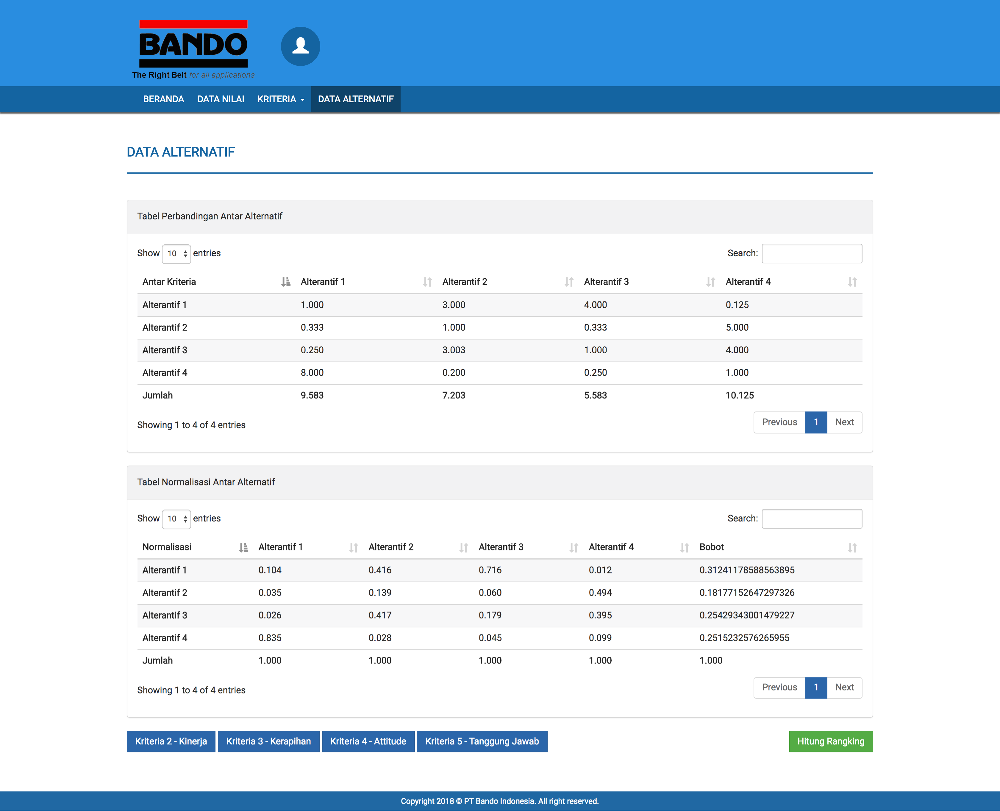 BANDO
The Right Belt for all applications
BERANDA DATA NILAI KRITERIA DATA ALTERNATIF
DATA ALTERNATIF
Tabel Perbandingan Antar Alternatif
Show 10 entries Search:
Antar Kriteria Alterantif 1 Alterantif 2 Alterantif 3 Alterantif 4
Alterantif 1 1.000 3.000 4.000 0.125
Alterantif 2 0.333 1.000 0.333 5.000
Alterantif 3 0.250 3.003 1.000 4.000
Alterantif 4 8.000 0.200 0.250 1.000
Jumlah 9.583 7.203 5.583 10.125
Showing 1 to 4 of 4 entries Previous 1 Next
Tabel Normalisasi Antar Alternatif
Show 10 entries Search:
Normalisasi Alterantif 1 Alterantif 2 Alterantif 3 Alterantif 4 Bobot
Alterantif 1 0.104 0.416 0.716 0.012 0.31241178588563895
Alterantif 2 0.035 0.139 0.060 0.494 0.18177152647297326
Alterantif 3 0.026 0.417 0.179 0.395 0.25429343001479227
Alterantif 4 0.835 0.028 0.045 0.099 0.2515232576265955
Jumlah 1.000 1.000 1.000 1.000 1.000
Showing 1 to 4 of 4 entries Previous 1 Next
Kriteria 2 - Kinerja Kriteria 3 - Kerapihan Kriteria 4 - Attitude Kriteria 5 - Tanggung Jawab Hitung Rangking
Copyright 2018 © PT Bando Indonesia. All right reserved.